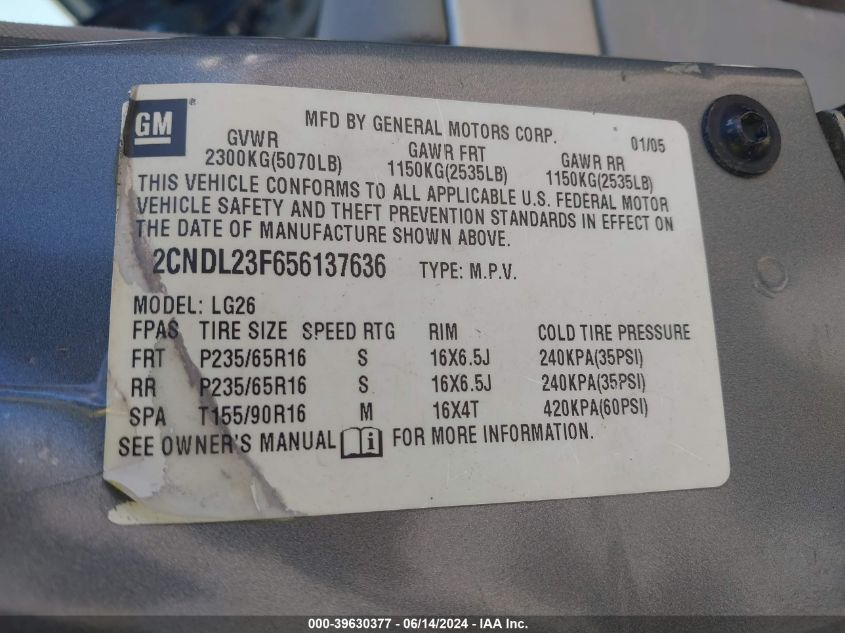 GM ®
MFD BY GENERAL MOTORS CORP. 01/05
GVWR GAWR FRT GAWR RR
2300KG(5070LB) 1150KG(2535LB) 1150KG(2535LB)
THIS VEHICLE CONFORMS TO ALL APPLICABLE U.S. FEDERAL MOTOR
VEHICLE SAFETY AND THEFT PREVENTION STANDARDS IN EFFECT ON
THE DATE OF MANUFACTURE SHOWN ABOVE.
2CNDL23F656137636 TYPE: M.P.V.
MODEL: LG26
FPAS TIRE SIZE SPEED RTG RIM COLD TIRE PRESSURE
FRT P235/65R16 S 16X6.5J 240KPA(35PSI)
RR P235/65R16 S 16X6.5J 240KPA(35PSI)
SPA T155/90R16 M 16X4T 420KPA(60PSI)
SEE OWNER'S MANUAL i FOR MORE INFORMATION.
000-39630377 - 06/14/2024 - IAA Inc.